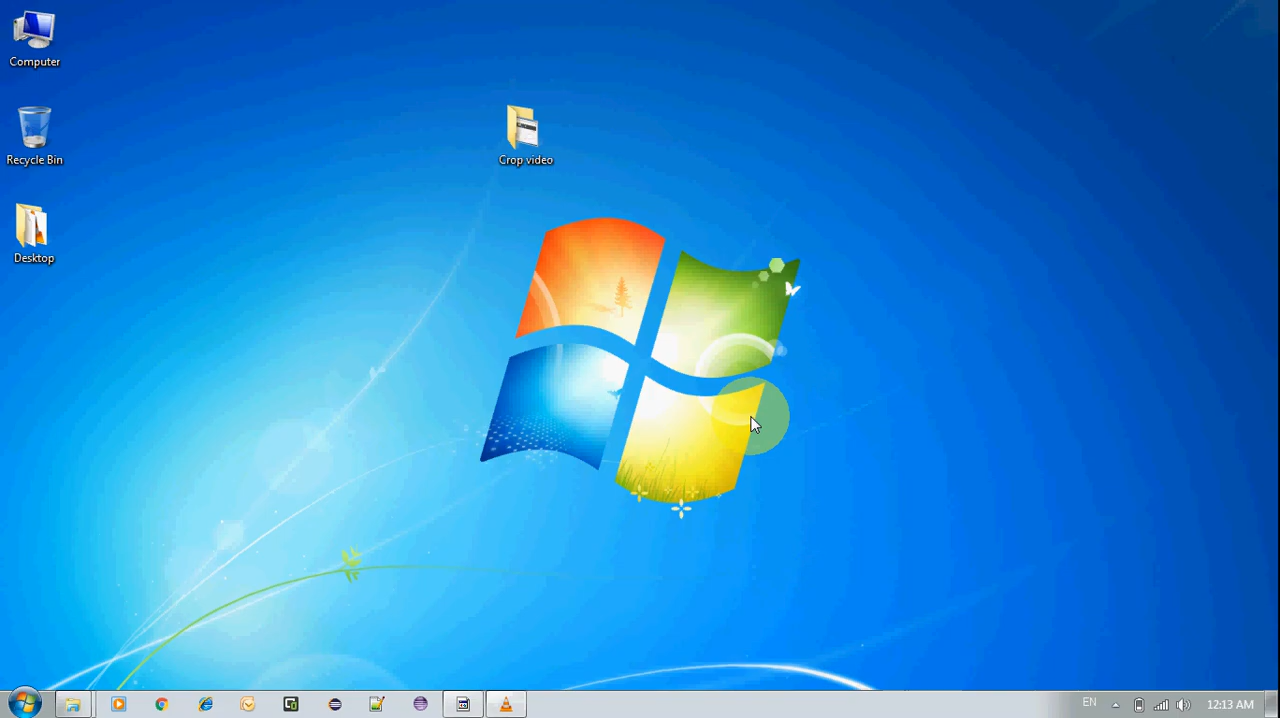 Computer
Recycle Bin
Desktop
Crop video
EN
12:13 AM